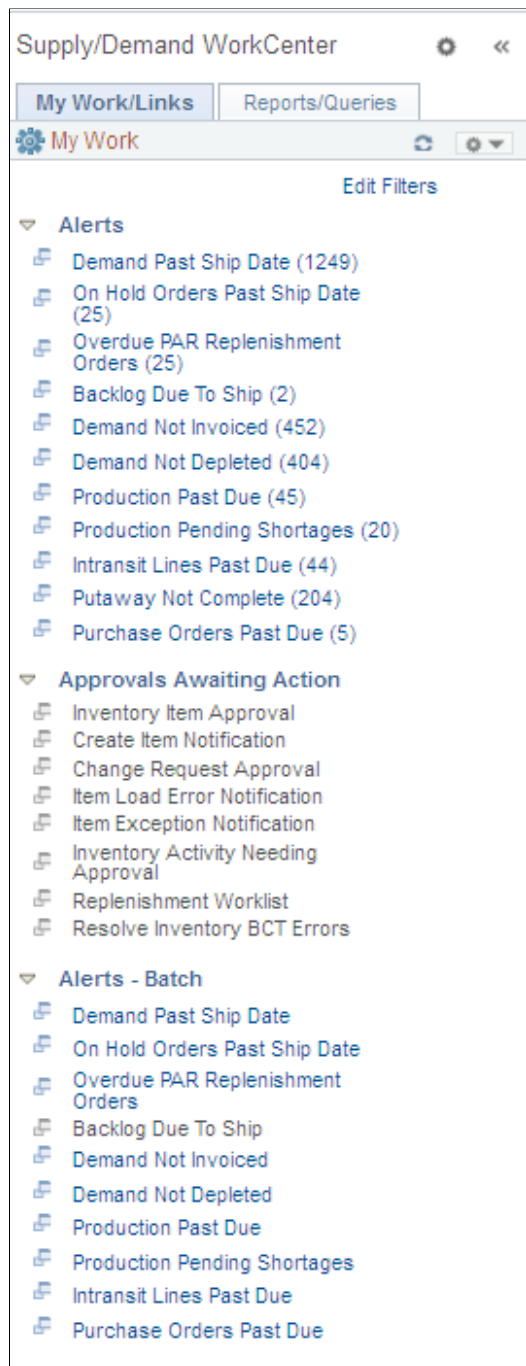 Supply/Demand WorkCenter
My Work/Links
Reports/Queries
My Work
Edit Filters
Alerts
Demand Past Ship Date (1249)
On Hold Orders Past Ship Date
(25)
Overdue PAR Replenishment
Orders (25)
Backlog Due To Ship (2)
Demand Not Invoiced (452)
Demand Not Depleted (404)
Production Past Due (45)
Production Pending Shortages (20)
Intransit Lines Past Due (44)
Putaway Not Complete (204)
Purchase Orders Past Due (5)
Approvals Awaiting Action
Inventory Item Approval
Create Item Notification
Change Request Approval
Item Load Error Notification
Item Exception Notification
Inventory Activity Needing
Approval
Replenishment Worklist
Resolve Inventory BCT Errors
Alerts - Batch
Demand Past Ship Date
On Hold Orders Past Ship Date
Overdue PAR Replenishment
Orders
Backlog Due To Ship
Demand Not Invoiced
Demand Not Depleted
Production Past Due
Production Pending Shortages
Intransit Lines Past Due
Purchase Orders Past Due